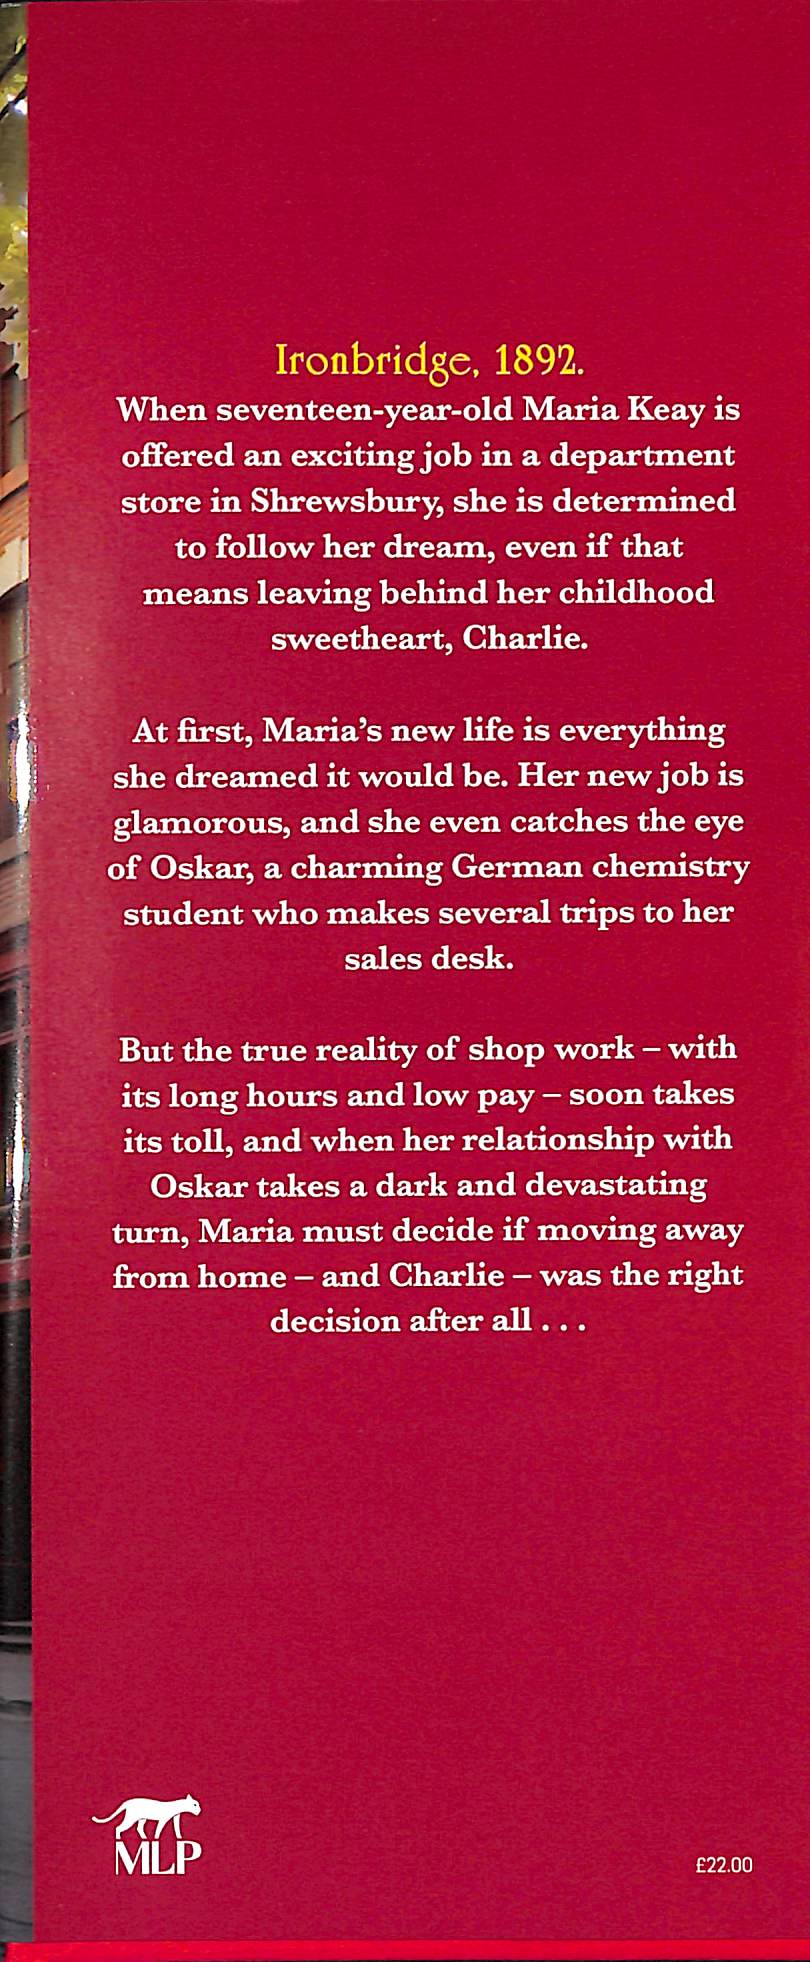 Ironbridge, 1892.
When seventeen-year-old Maria Keay is
offered an exciting job in a department
store in Shrewsbury, she is determined
to follow her dream, even if that
means leaving behind her childhood
sweetheart, Charlie.
At first, Maria's new life is everything
she dreamed it would be. Her new job is
glamorous, and she even catches the eye
of Oskar, a charming German chemistry
student who makes several trips to her
sales desk.
But the true reality of shop work – with
its long hours and low pay – soon takes
its toll, and when her relationship with
Oskar takes a dark and devastating
turn, Maria must decide if moving away
from home – and Charlie – was the right
decision after all . . .
MLP
£22.00